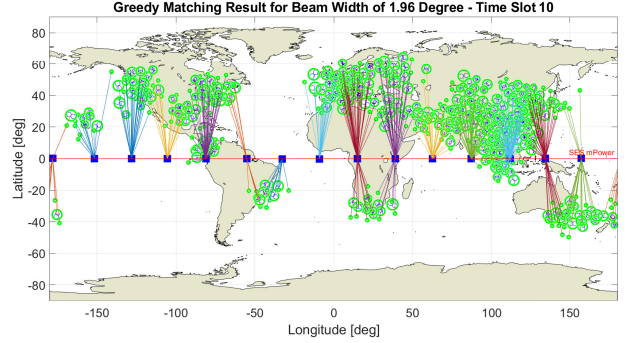 Greedy Matching Result for Beam Width of 1.96 Degree - Time Slot 10
80
60
40
20
0
-20
-40
-60
-80
Latitude [deg]
SES mPower
-150 -100 -50 0 50 100 150
Longitude [deg]